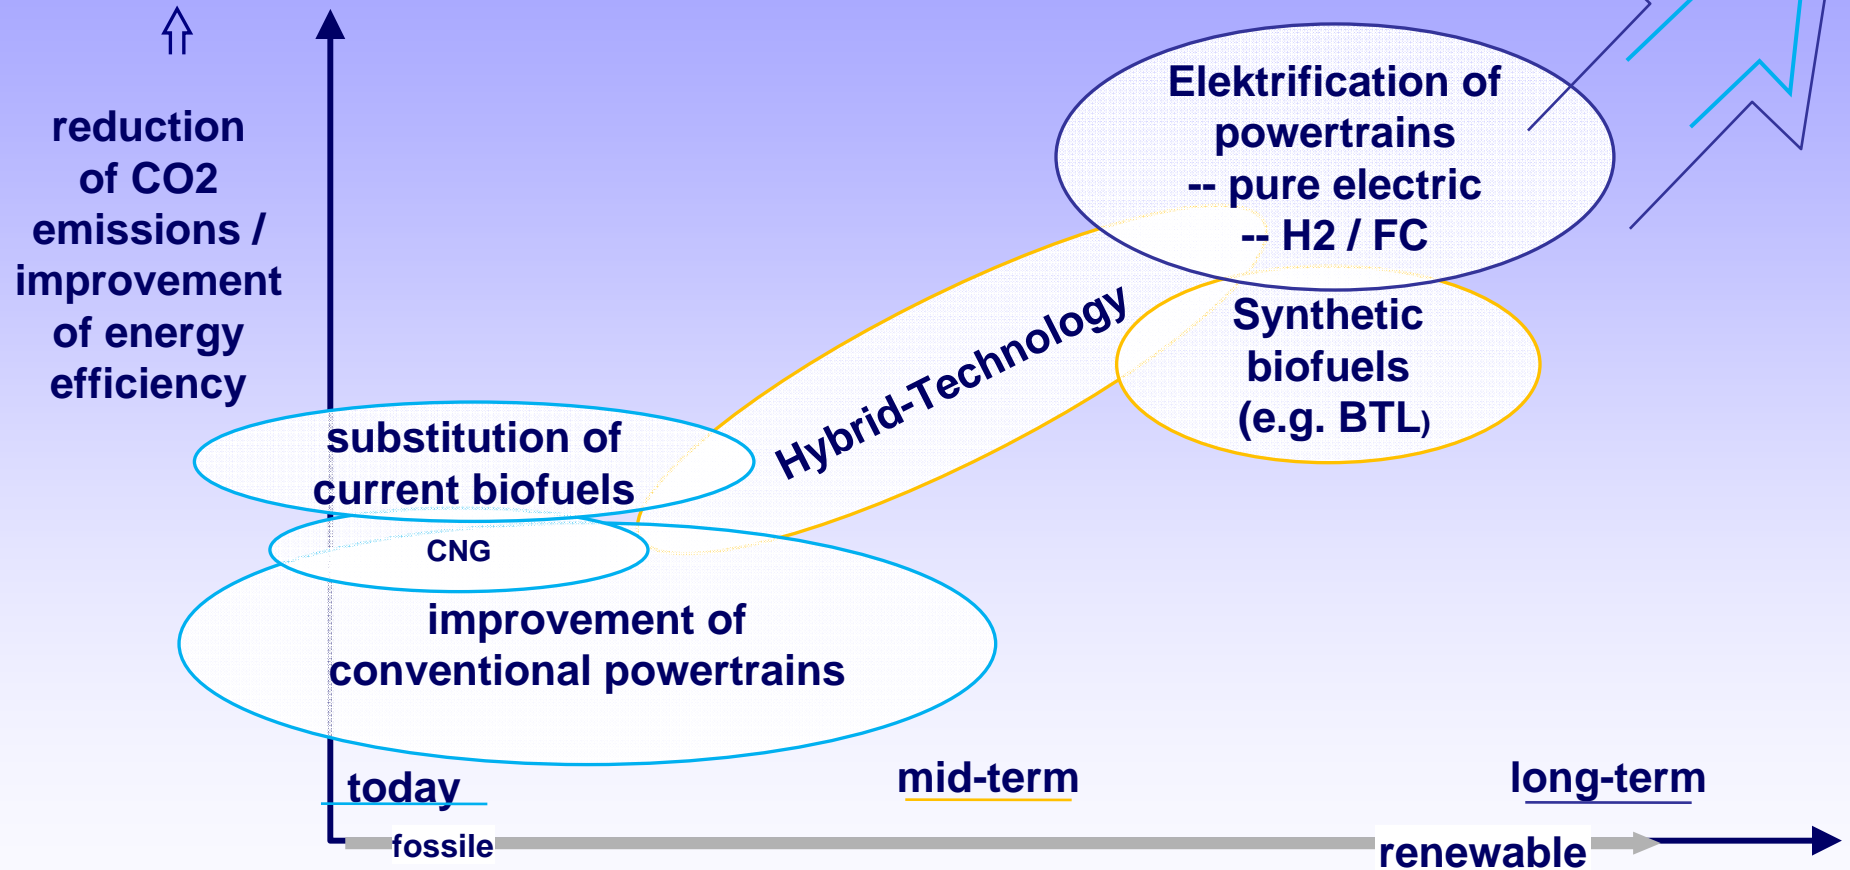 reduction
of CO2
emissions /
improvement
of energy
efficiency
Elektrification of
powertrains
-- pure electric
-- H2 / FC
Hybrid-Technology
Synthetic
biofuels
(e.g. BTL)
substitution of
current biofuels
CNG
improvement of
conventional powertrains
today
mid-term
long-term
fossile
renewable